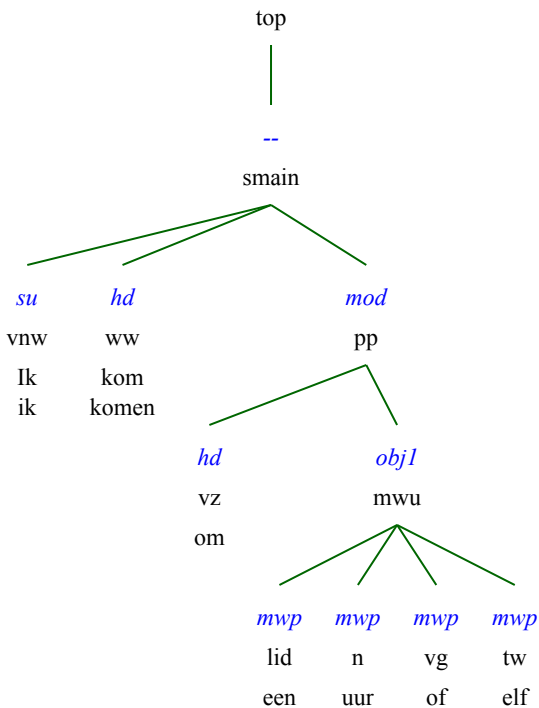 top
--
smain
su hd mod
vnw ww pp
Ik kom
ik komen
hd obj1
vz mwu
om
mwp mwp mwp mwp
lid n vg tw
een uur of elf